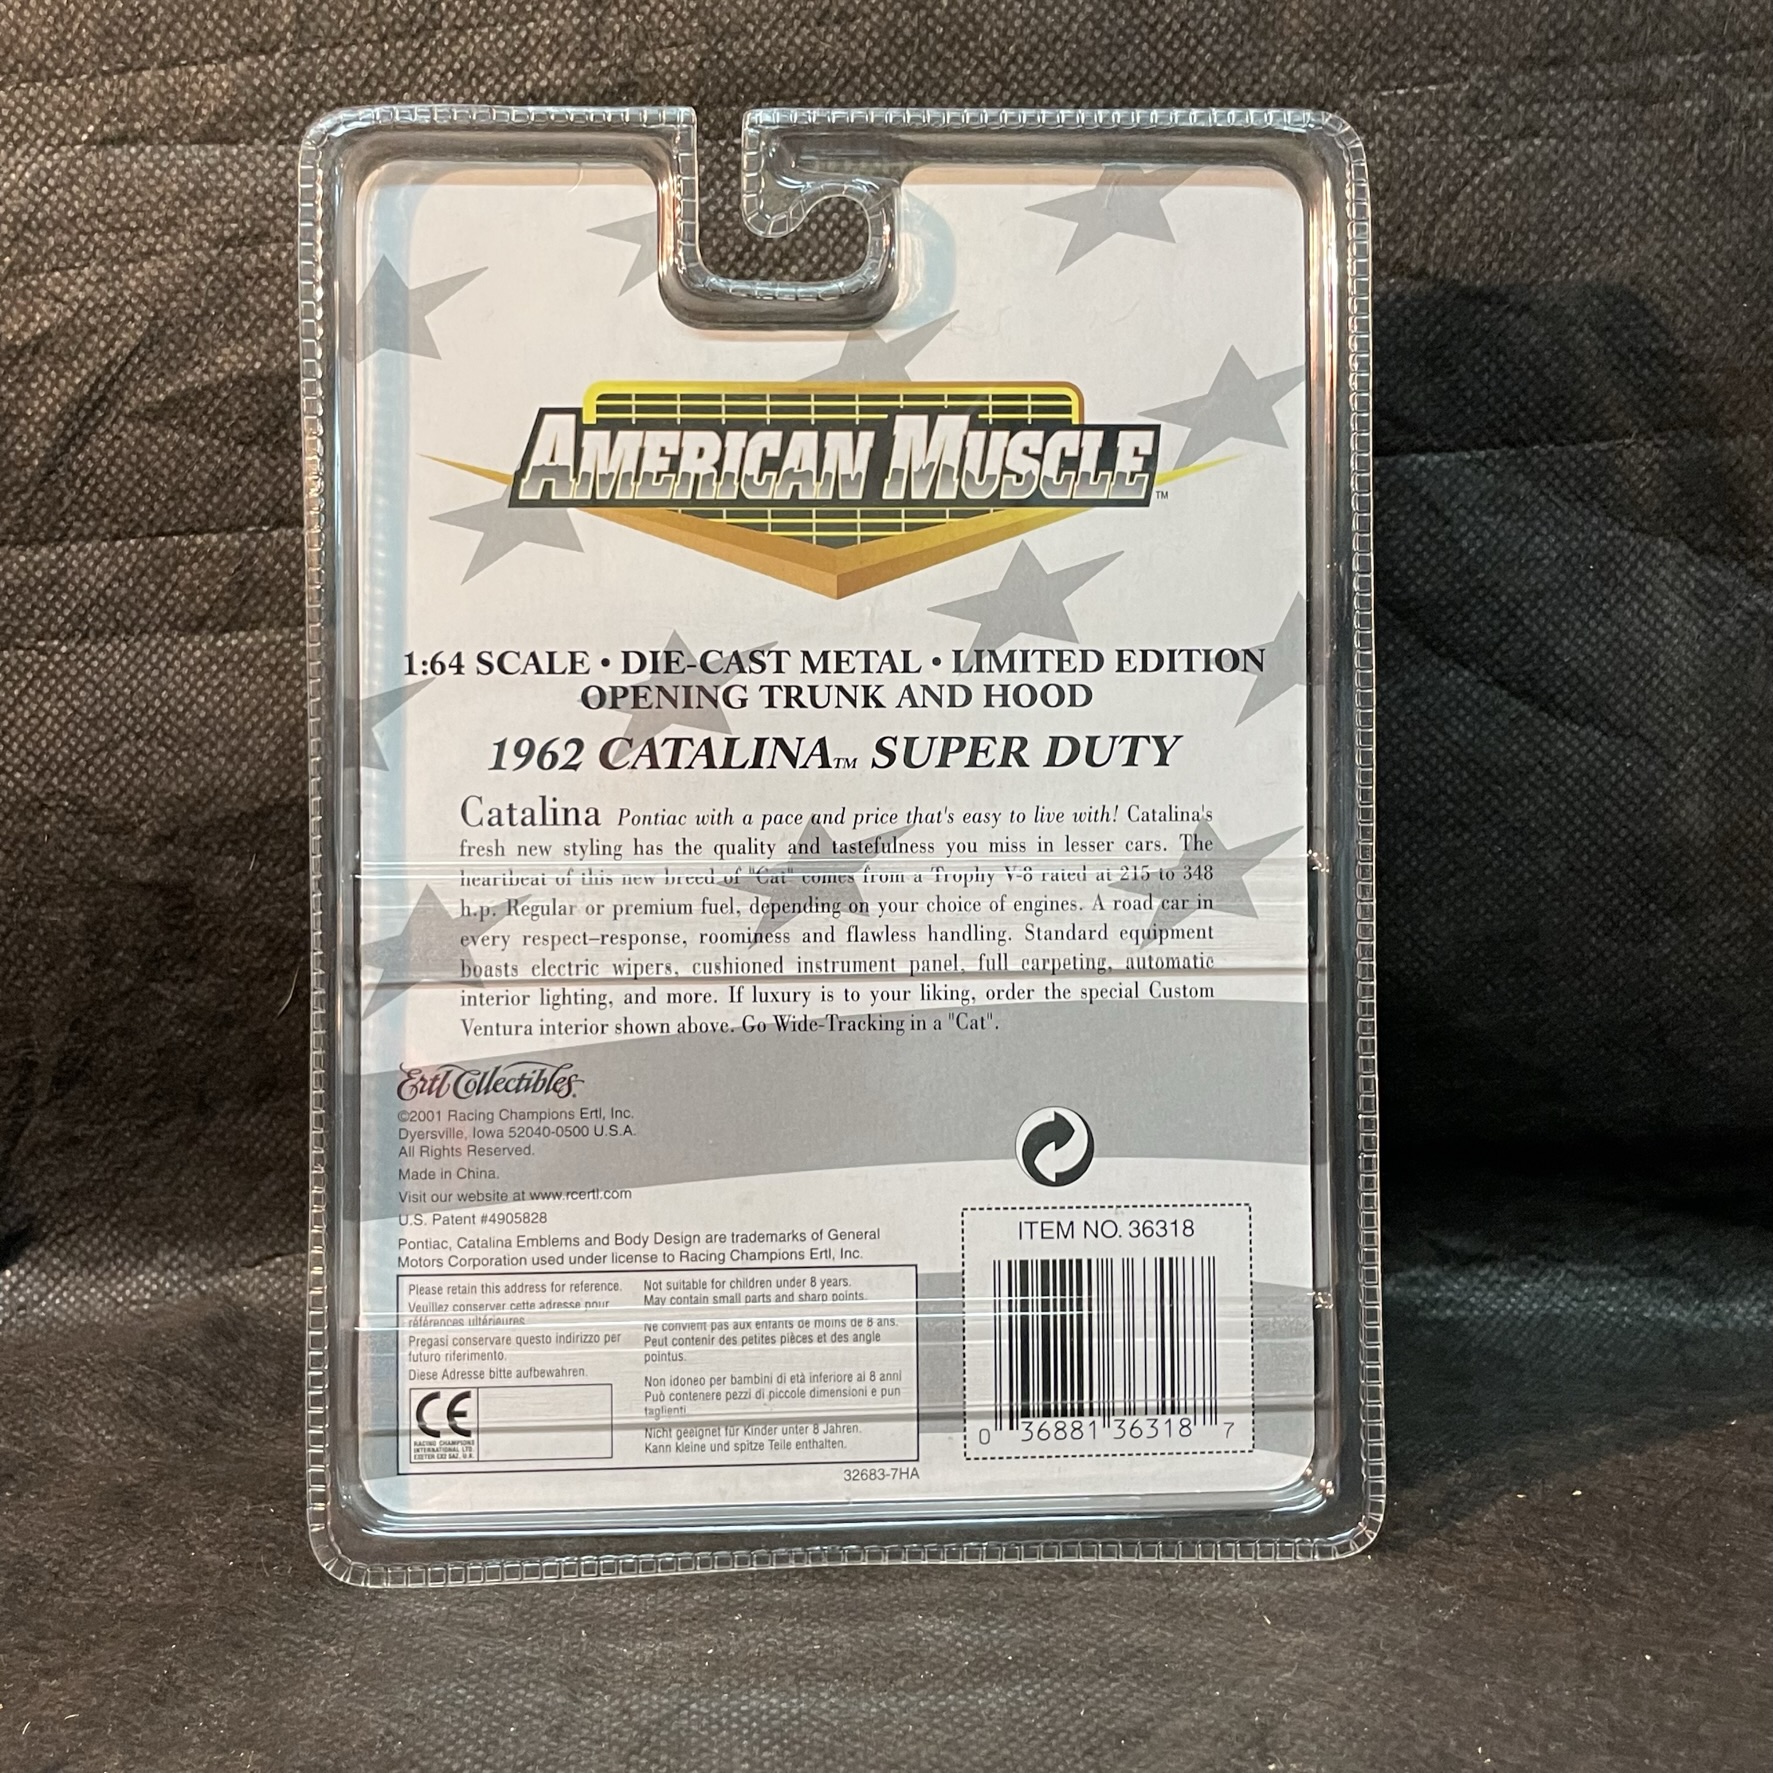 AMERICAN MUSCLE™
1:64 SCALE • DIE-CAST METAL • LIMITED EDITION
OPENING TRUNK AND HOOD
1962 CATALINA™ SUPER DUTY
Catalina Pontiac with a pace and price that's easy to live with! Catalina's
fresh new styling has the quality and tastefulness you miss in lesser cars. The
heartbeat of this new breed of "Cat" comes from a Trophy V-8 rated at 215 to 348
h.p. Regular or premium fuel, depending on your choice of engines. A road car in
every respect–response, roominess and flawless handling. Standard equipment
boasts electric wipers, cushioned instrument panel, full carpeting, automatic
interior lighting, and more. If luxury is to your liking, order the special Custom
Ventura interior shown above. Go Wide-Tracking in a "Cat".
Ertl Collectibles
©2001 Racing Champions Ertl, Inc.
Dyersville, Iowa 52040-0500 U.S.A.
All Rights Reserved.
Made in China.
Visit our website at www.rcertl.com
U.S. Patent #4905828
Pontiac, Catalina Emblems and Body Design are trademarks of General
Motors Corporation used under license to Racing Champions Ertl, Inc.
Please retain this address for reference.
Veuillez conserver cette adresse pour
références ultérieures
Pregasi conservare questo indirizzo per
futuro riferimento.
Diese Adresse bitte aufbewahren.
CE
RACING CHAMPIONS
INTERNATIONAL LTD.
EXETER EX2 8AZ, U.K.
Not suitable for children under 8 years.
May contain small parts and sharp points.
Ne convient pas aux enfants de moins de 8 ans.
Peut contenir des petites pièces et des angle
pointus.
Non idoneo per bambini di età inferiore ai 8 anni
Può contenere pezzi di piccole dimensioni e pun
taglienti
Nicht geeignet für Kinder unter 8 Jahren.
Kann kleine und spitze Teile enthalten.
32683-7HA
ITEM NO. 36318
0 36881 36318 7